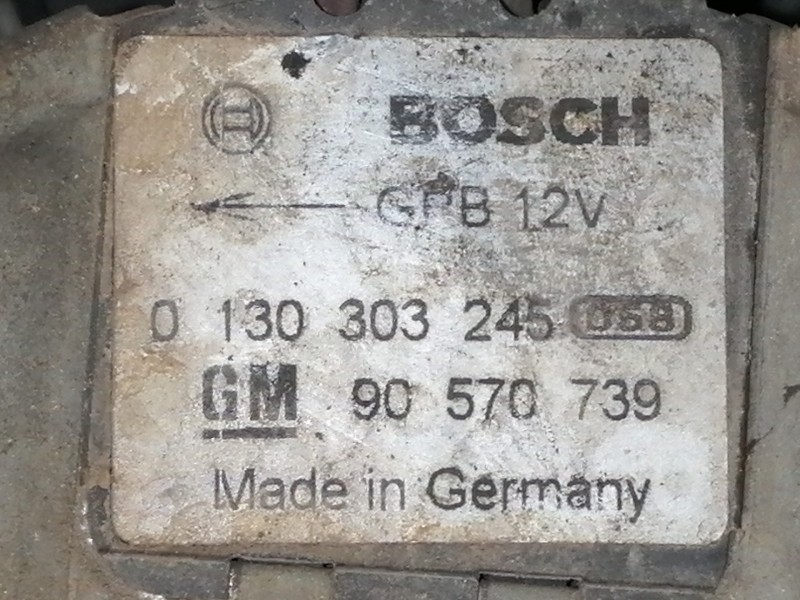 BOSCH
GPB 12V
0 130 303 245 058
GM 90 570 739
Made in Germany